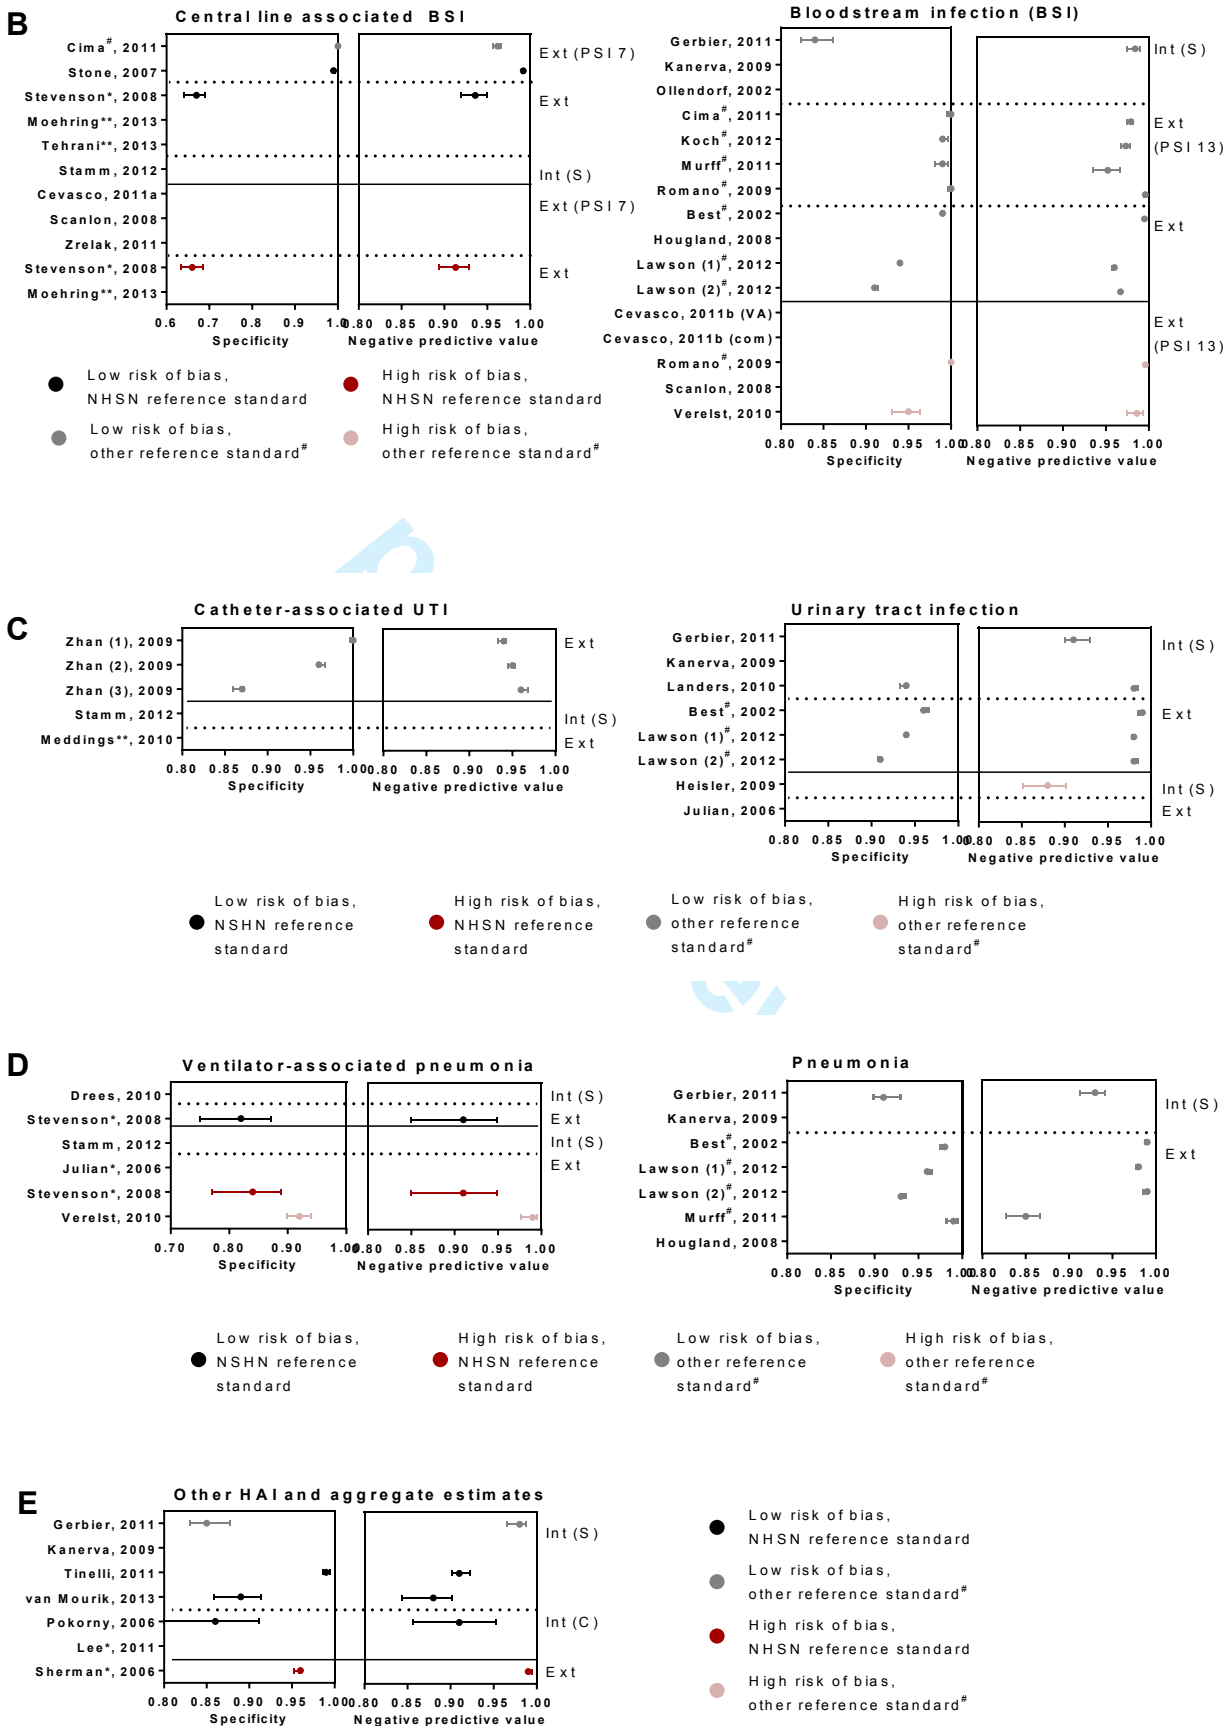 B
Central line associated BSI
Cima#, 2011
Stone, 2007
Stevenson*, 2008
Moehring**, 2013
Tehrani**, 2013
Stamm, 2012
Cevasco, 2011a
Scanlon, 2008
Zrelak, 2011
Stevenson*, 2008
Moehring**, 2013
Ext (PSI 7)
Ext
Int (S)
Ext (PSI 7)
Ext
0.6 0.7 0.8 0.9 1.0
Specificity
0.80 0.85 0.90 0.95 1.00
Negative predictive value
Low risk of bias,
NHSN reference standard
High risk of bias,
NHSN reference standard
Low risk of bias,
other reference standard#
High risk of bias,
other reference standard#
Bloodstream infection (BSI)
Gerbier, 2011
Kanerva, 2009
Ollendorf, 2002
Cima#, 2011
Koch#, 2012
Murff#, 2011
Romano#, 2009
Best#, 2002
Hougland, 2008
Lawson (1)#, 2012
Lawson (2)#, 2012
Cevasco, 2011b (VA)
Cevasco, 2011b (com)
Romano#, 2009
Scanlon, 2008
Verelst, 2010
Int (S)
Ext
(PSI 13)
Ext
Ext
(PSI 13)
0.80 0.85 0.90 0.95 1.00
Specificity
0.80 0.85 0.90 0.95 1.00
Negative predictive value
C
Catheter-associated UTI
Zhan (1), 2009
Zhan (2), 2009
Zhan (3), 2009
Stamm, 2012
Meddings**, 2010
Ext
Int (S)
Ext
0.80 0.85 0.90 0.95 1.00
Specificity
0.80 0.85 0.90 0.95 1.00
Negative predictive value
Urinary tract infection
Gerbier, 2011
Kanerva, 2009
Landers, 2010
Best#, 2002
Lawson (1)#, 2012
Lawson (2)#, 2012
Heisler, 2009
Julian, 2006
Int (S)
Ext
Int (S)
Ext
0.80 0.85 0.90 0.95 1.00
Specificity
0.80 0.85 0.90 0.95 1.00
Negative predictive value
Low risk of bias,
NSHN reference
standard
High risk of bias,
NHSN reference
standard
Low risk of bias,
other reference
standard#
High risk of bias,
other reference
standard#
D
Ventilator-associated pneumonia
Drees, 2010
Stevenson*, 2008
Stamm, 2012
Julian*, 2006
Stevenson*, 2008
Verelst, 2010
Int (S)
Ext
Int (S)
Ext
0.70 0.80 0.90 1.00
Specificity
0.80 0.85 0.90 0.95 1.00
Negative predictive value
Pneumonia
Gerbier, 2011
Kanerva, 2009
Best#, 2002
Lawson (1)#, 2012
Lawson (2)#, 2012
Murff#, 2011
Hougland, 2008
Int (S)
Ext
0.80 0.85 0.90 0.95 1.00
Specificity
0.80 0.85 0.90 0.95 1.00
Negative predictive value
Low risk of bias,
NSHN reference
standard
High risk of bias,
NHSN reference
standard
Low risk of bias,
other reference
standard#
High risk of bias,
other reference
standard#
E
Other HAI and aggregate estimates
Gerbier, 2011
Kanerva, 2009
Tinelli, 2011
van Mourik, 2013
Pokorny, 2006
Lee*, 2011
Sherman*, 2006
Int (S)
Int (C)
Ext
0.80 0.85 0.90 0.95 1.00
Specificity
0.80 0.85 0.90 0.95 1.00
Negative predictive value
Low risk of bias,
NHSN reference standard
Low risk of bias,
other reference standard#
High risk of bias,
NHSN reference standard
High risk of bias,
other reference standard#